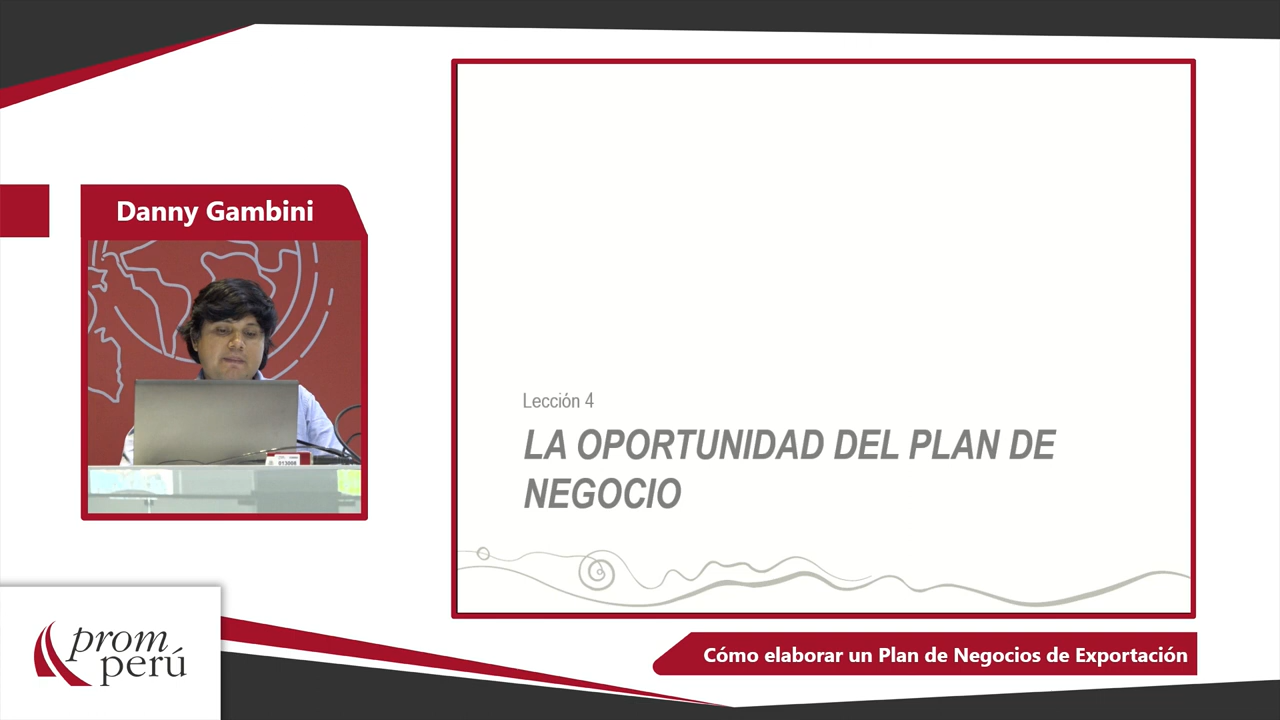 Danny Gambini
Lección 4
LA OPORTUNIDAD DEL PLAN DE
NEGOCIO
prom
perú
Cómo elaborar un Plan de Negocios de Exportación